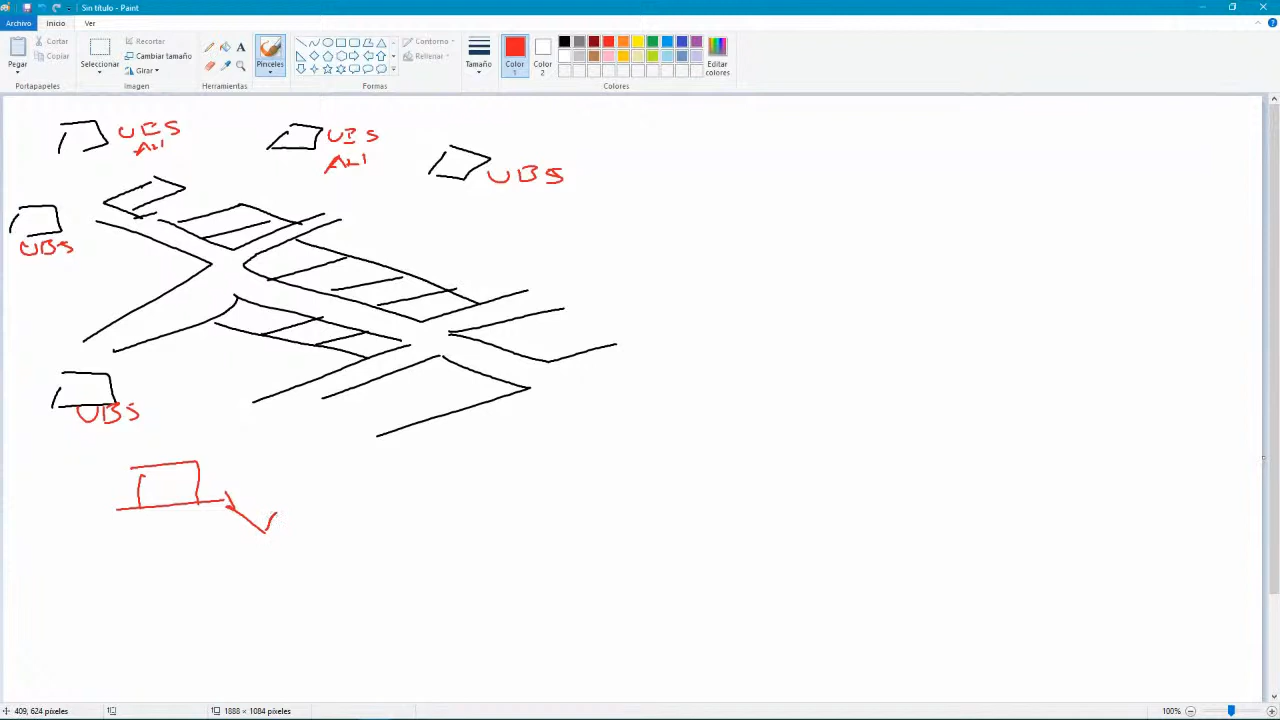 Sin título - Paint
Archivo Inicio Ver
Pegar
Cortar
Copiar
Portapapeles
Seleccionar
Recortar
Cambiar tamaño
Girar
Imagen
A
Herramientas
Pinceles
Contorno
Rellenar
Formas
Tamaño
Color
1
Color
2
Editar
colores
Colores
UBS
UBS
UBS
UBS
UBS
409, 624 píxeles
1888 × 1084 píxeles
100%